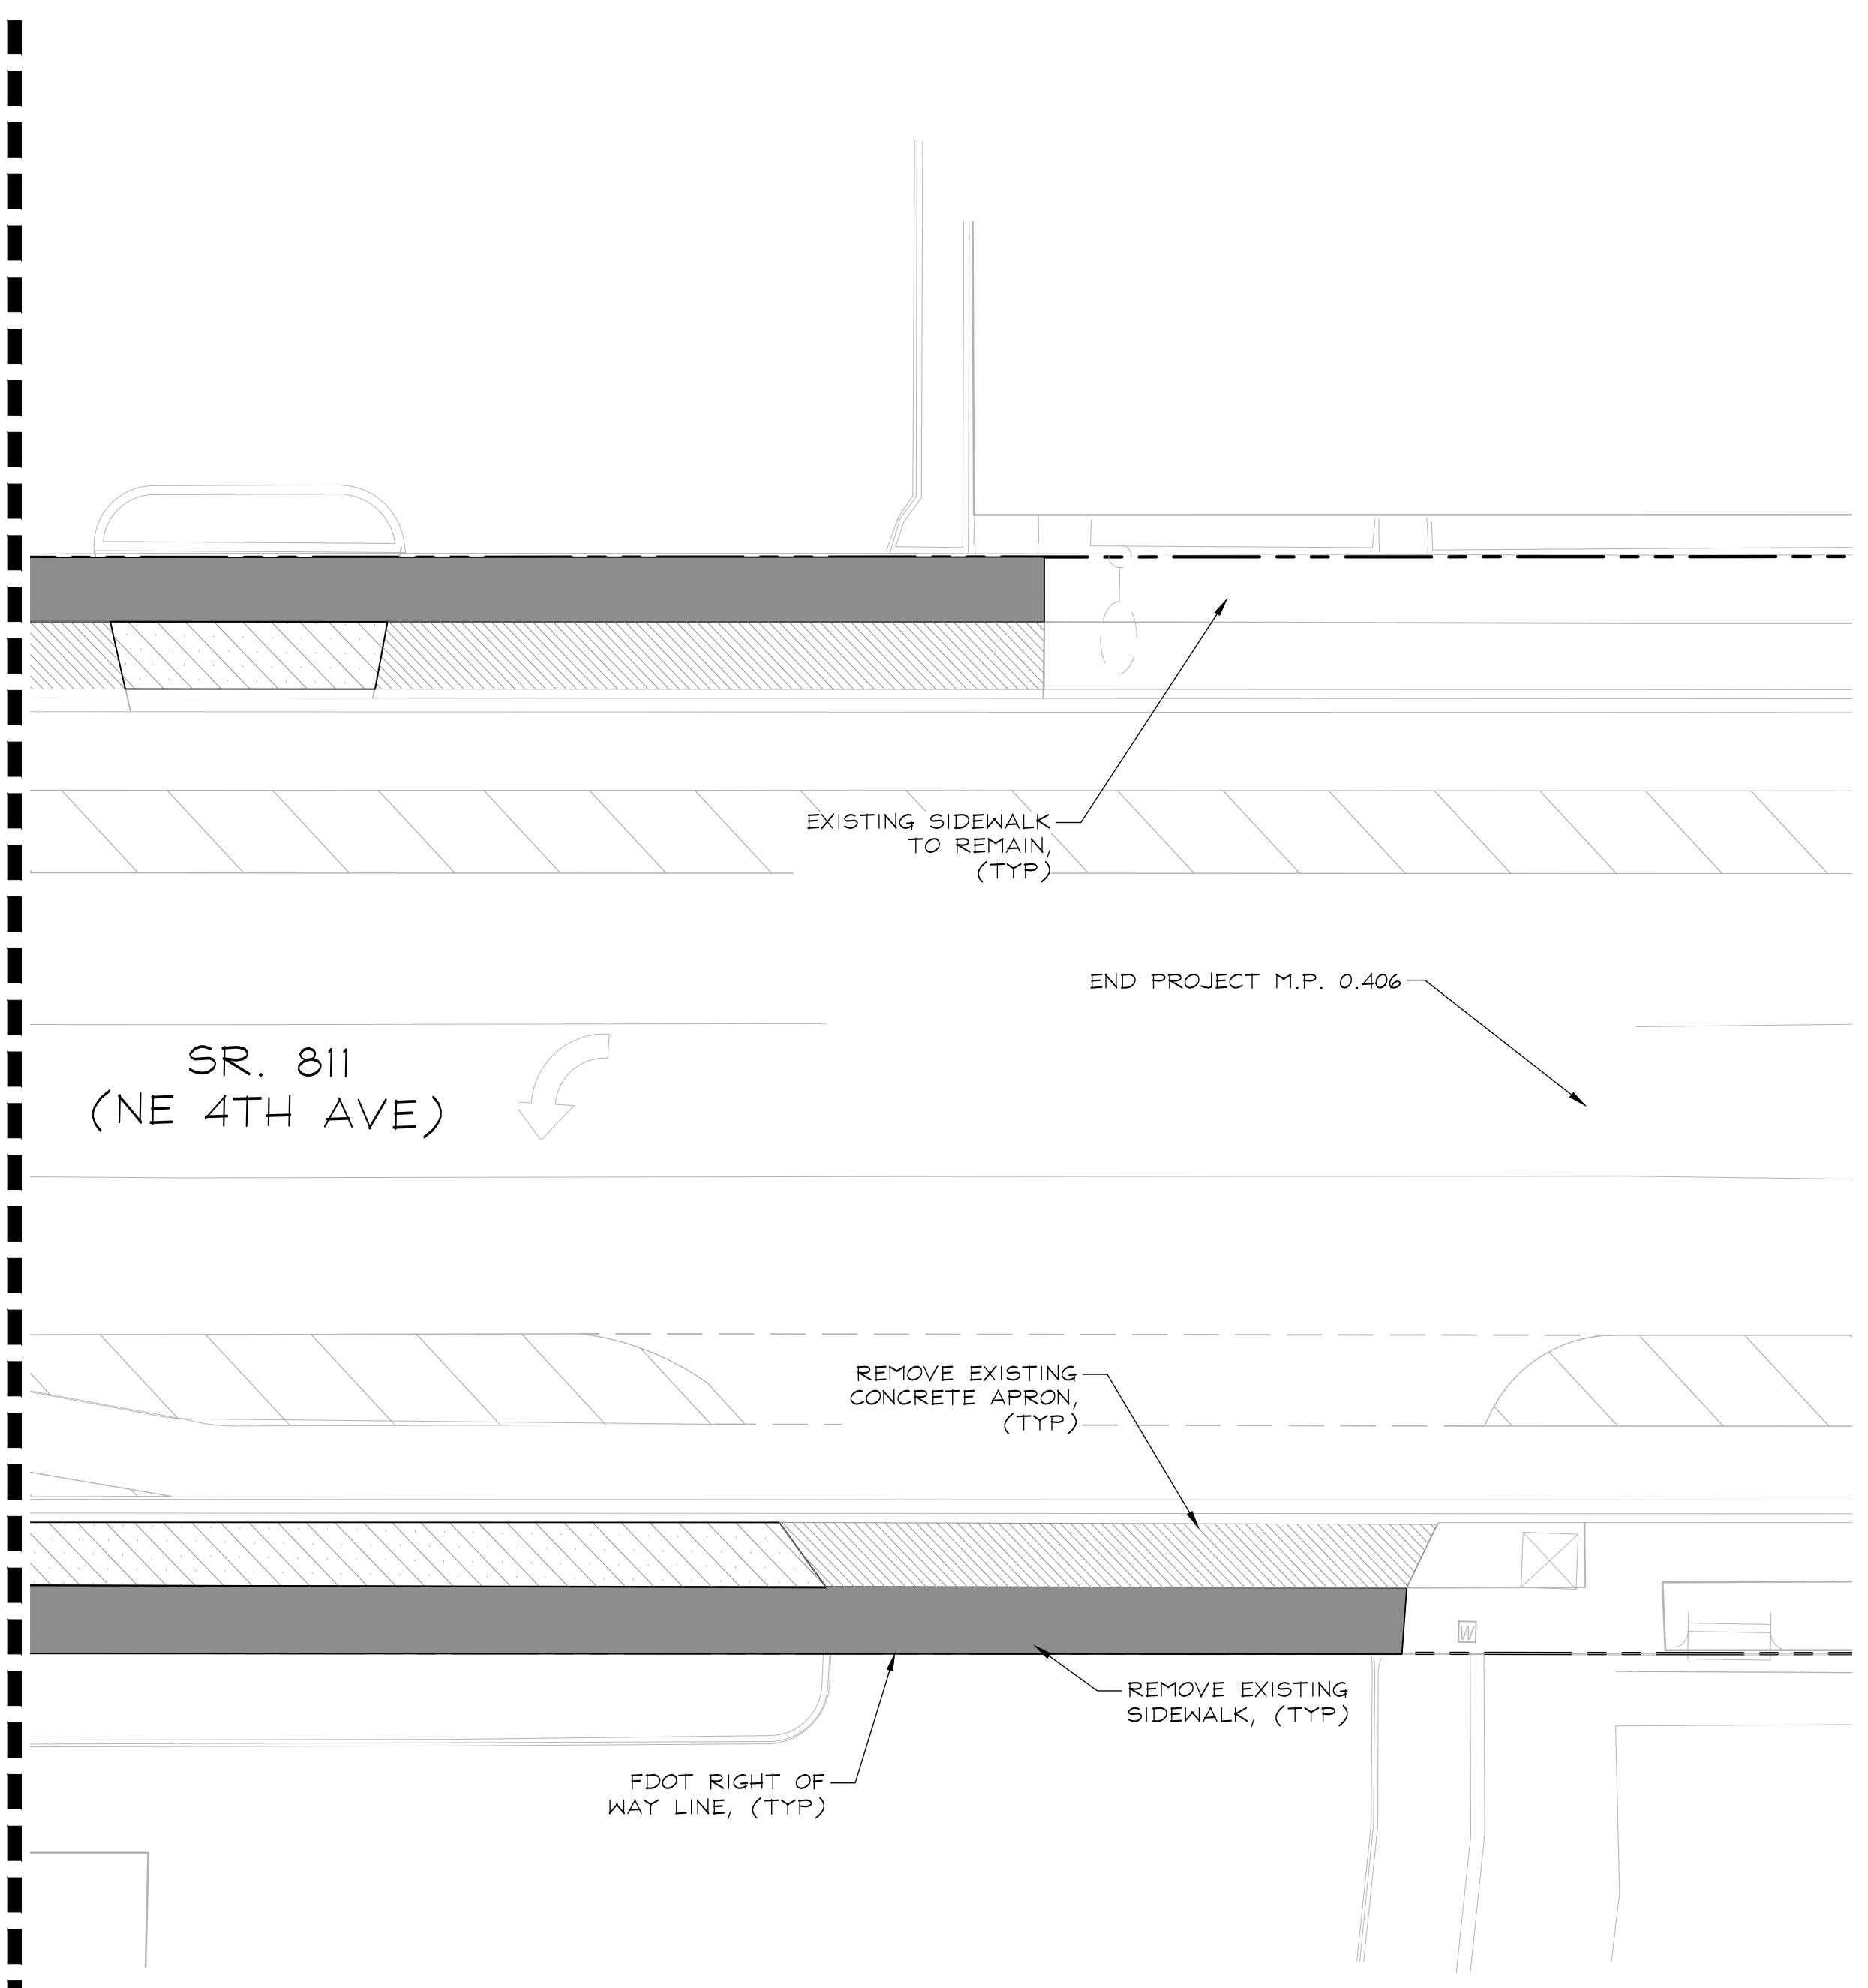 EXISTING SIDEWALK
TO REMAIN,
(TYP)
END PROJECT M.P. 0.406
SR. 811
(NE 4TH AVE)
REMOVE EXISTING
CONCRETE APRON,
(TYP)
W
REMOVE EXISTING
SIDEWALK, (TYP)
FDOT RIGHT OF
WAY LINE, (TYP)